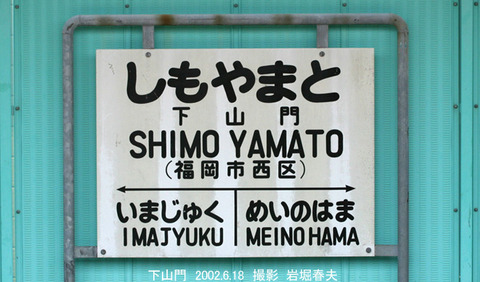 しもやまと
下山門
SHIMO YAMATO
(福岡市西区)
いまじゅく めいのはま
IMAJYUKU MEINOHAMA
下山門 2002.6.18 撮影 岩堀春夫